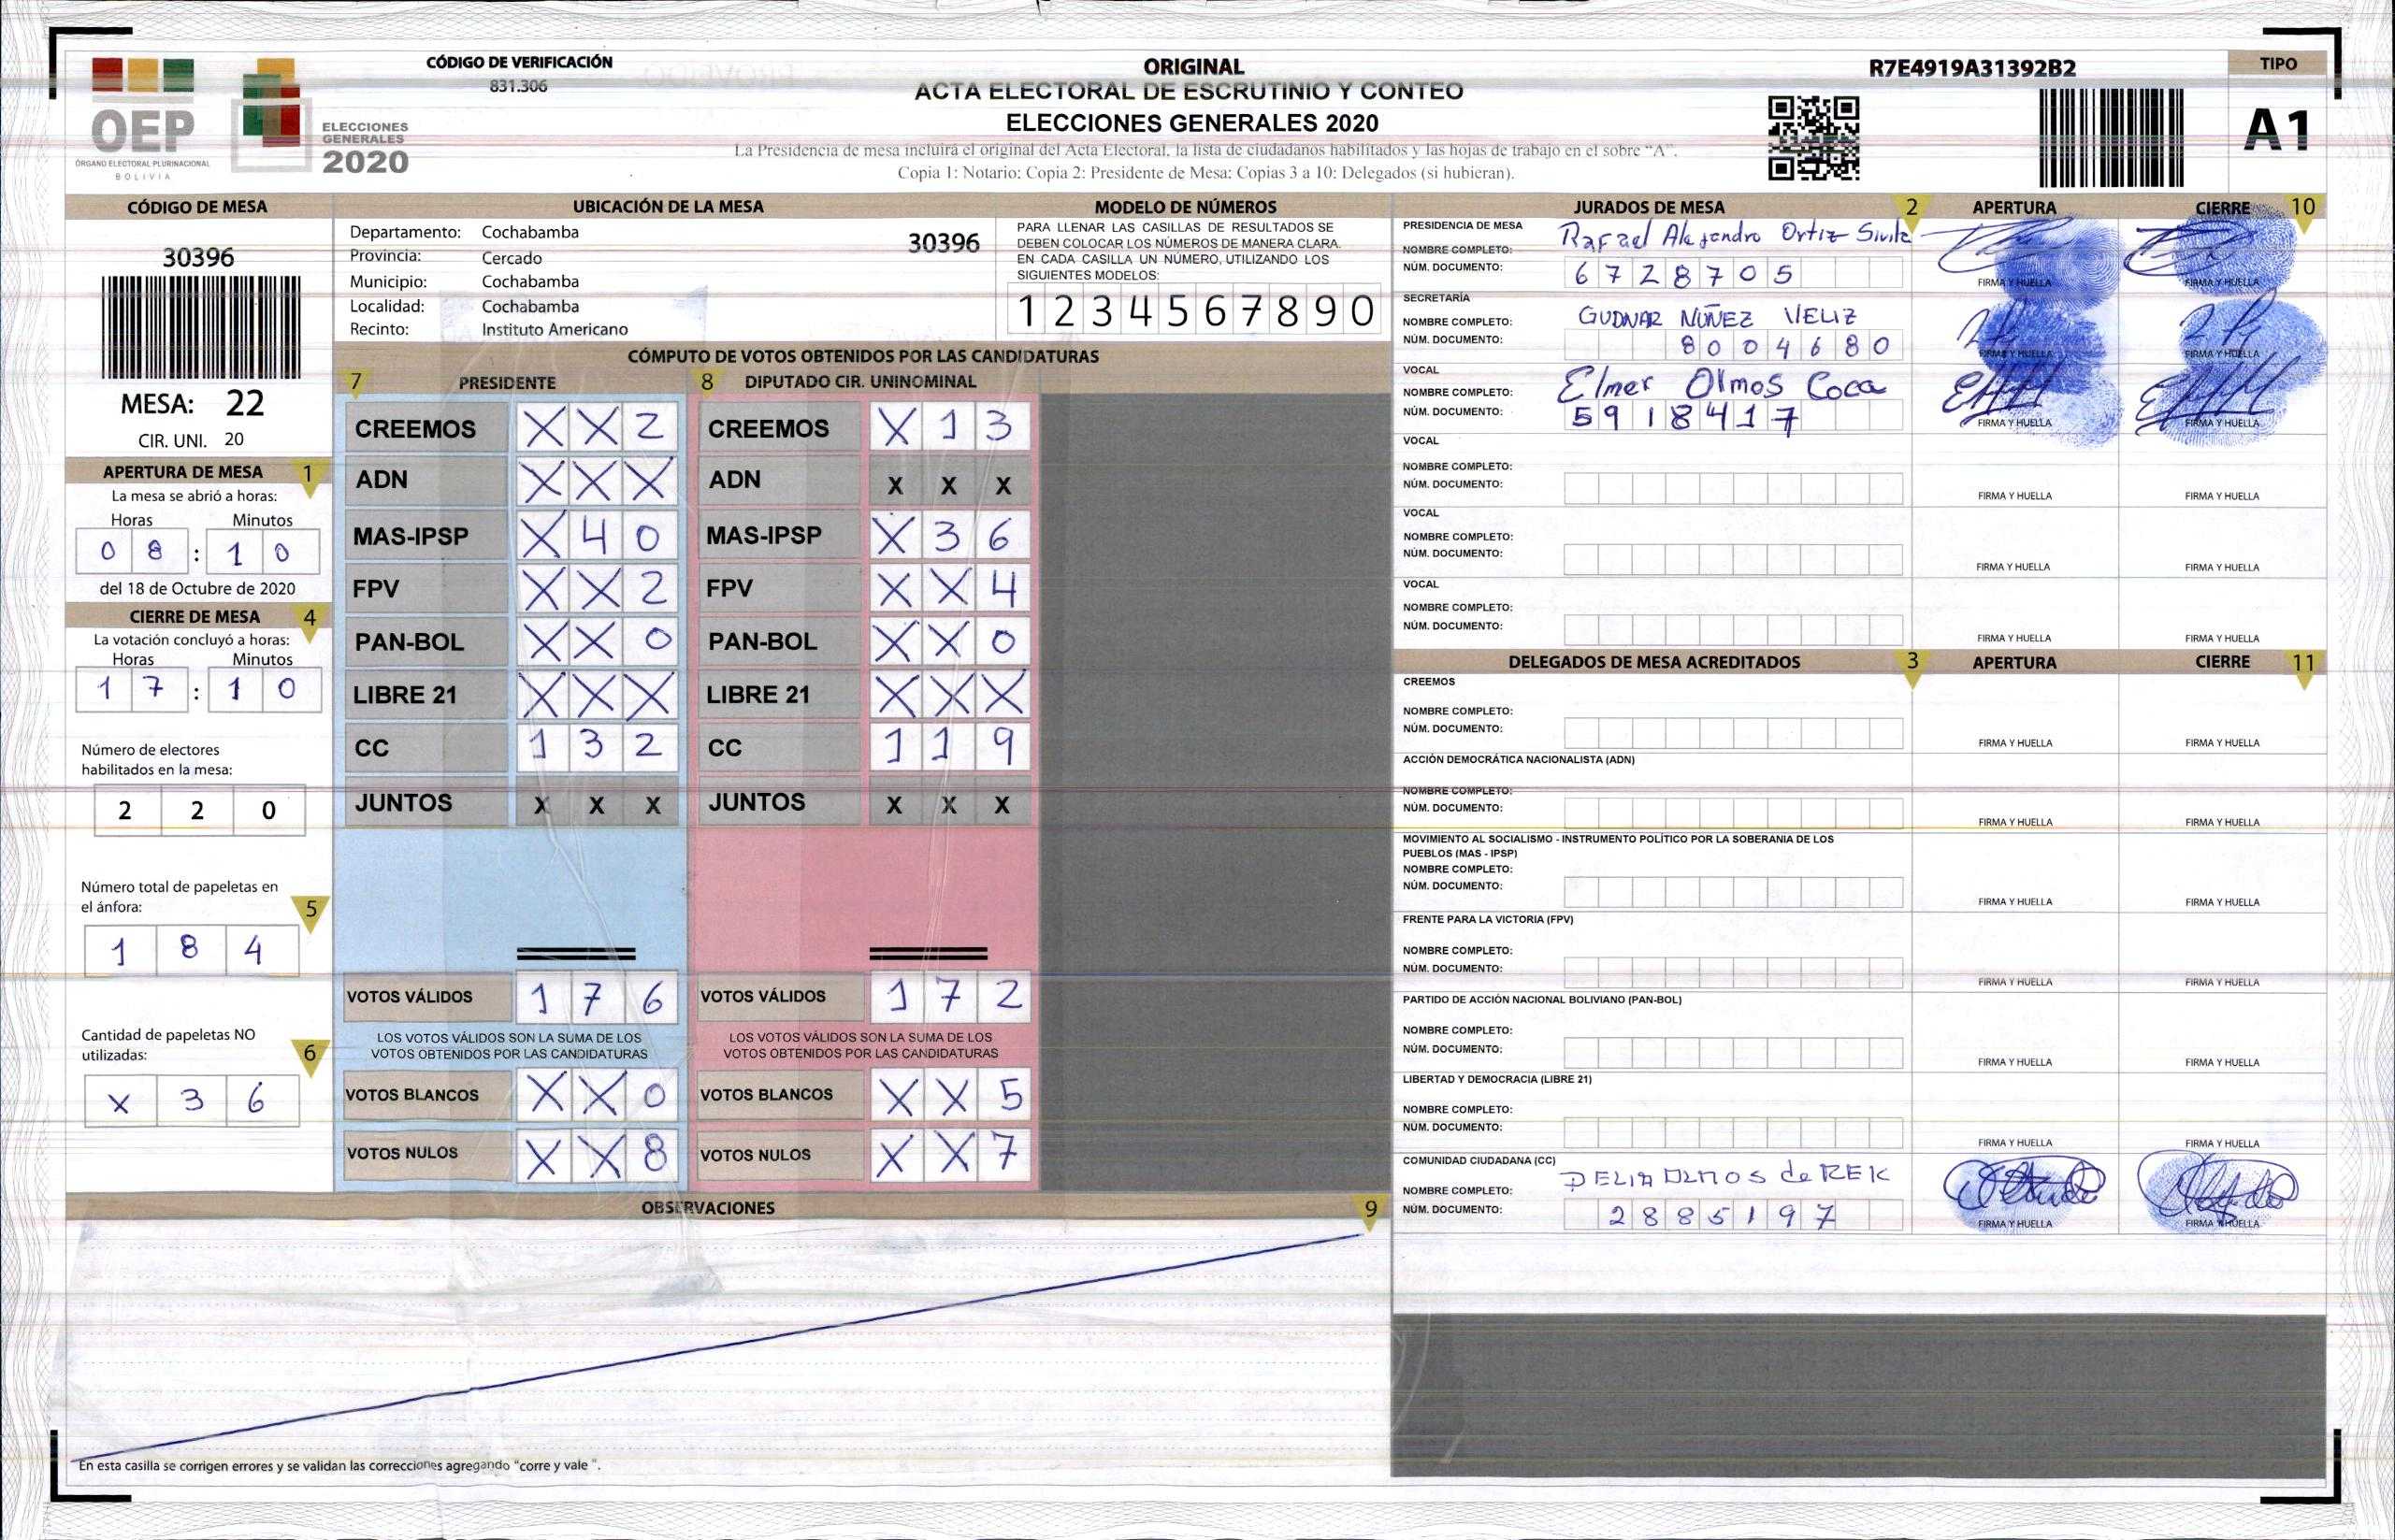 CÓDIGO DE VERIFICACIÓN
831.306
OEP
ÓRGANO ELECTORAL PLURINACIONAL
BOLIVIA
ELECCIONES
GENERALES
2020
ORIGINAL
ACTA ELECTORAL DE ESCRUTINIO Y CONTEO
ELECCIONES GENERALES 2020
La Presidencia de mesa incluirá el original del Acta Electoral, la lista de ciudadanos habilitados y las hojas de trabajo en el sobre "A".
Copia 1: Notario; Copia 2: Presidente de Mesa; Copias 3 a 10: Delegados (si hubieran).
R7E4919A31392B2
TIPO
A1
CÓDIGO DE MESA
30396
MESA: 22
CIR. UNI. 20
APERTURA DE MESA 1
La mesa se abrió a horas:
Horas Minutos
0 8 : 1 0
del 18 de Octubre de 2020
CIERRE DE MESA 4
La votación concluyó a horas:
Horas Minutos
1 7 : 1 0
Número de electores
habilitados en la mesa:
2 2 0
Número total de papeletas en
el ánfora: 5
1 8 4
Cantidad de papeletas NO
utilizadas: 6
X 3 6
UBICACIÓN DE LA MESA
Departamento: Cochabamba
30396
Provincia: Cercado
Municipio: Cochabamba
Localidad: Cochabamba
Recinto: Instituto Americano
MODELO DE NÚMEROS
PARA LLENAR LAS CASILLAS DE RESULTADOS SE
DEBEN COLOCAR LOS NÚMEROS DE MANERA CLARA.
EN CADA CASILLA UN NÚMERO, UTILIZANDO LOS
SIGUIENTES MODELOS:
1 2 3 4 5 6 7 8 9 0
CÓMPUTO DE VOTOS OBTENIDOS POR LAS CANDIDATURAS
7 PRESIDENTE
CREEMOS X X 2
ADN X X X
MAS-IPSP X 4 0
FPV X X 2
PAN-BOL X X 0
LIBRE 21 X X X
CC 1 3 2
JUNTOS X X X
VOTOS VÁLIDOS 1 7 6
LOS VOTOS VÁLIDOS SON LA SUMA DE LOS
VOTOS OBTENIDOS POR LAS CANDIDATURAS
VOTOS BLANCOS X X 0
VOTOS NULOS X X 8
8 DIPUTADO CIR. UNINOMINAL
CREEMOS X 1 3
ADN X X X
MAS-IPSP X 3 6
FPV X X 4
PAN-BOL X X 0
LIBRE 21 X X X
CC 1 1 9
JUNTOS X X X
VOTOS VÁLIDOS 1 7 2
LOS VOTOS VÁLIDOS SON LA SUMA DE LOS
VOTOS OBTENIDOS POR LAS CANDIDATURAS
VOTOS BLANCOS X X 5
VOTOS NULOS X X 7
OBSERVACIONES 9
En esta casilla se corrigen errores y se validan las correcciones agregando "corre y vale".
JURADOS DE MESA 2 APERTURA CIERRE 10
PRESIDENCIA DE MESA
NOMBRE COMPLETO: Rafael Alejandro Ortiz Sivila
NÚM. DOCUMENTO: 6 7 2 8 7 0 5
FIRMA Y HUELLA FIRMA Y HUELLA
SECRETARÍA
NOMBRE COMPLETO: GUDNAR NÚÑEZ VELIZ
NÚM. DOCUMENTO: 8 0 0 4 6 8 0
FIRMA Y HUELLA FIRMA Y HUELLA
VOCAL
NOMBRE COMPLETO: Elmer Olmos Coca
NÚM. DOCUMENTO: 5 9 1 8 4 1 7
FIRMA Y HUELLA FIRMA Y HUELLA
VOCAL
NOMBRE COMPLETO:
NÚM. DOCUMENTO:
FIRMA Y HUELLA FIRMA Y HUELLA
VOCAL
NOMBRE COMPLETO:
NÚM. DOCUMENTO:
FIRMA Y HUELLA FIRMA Y HUELLA
VOCAL
NOMBRE COMPLETO:
NÚM. DOCUMENTO:
FIRMA Y HUELLA FIRMA Y HUELLA
DELEGADOS DE MESA ACREDITADOS 3 APERTURA CIERRE 11
CREEMOS
NOMBRE COMPLETO:
NÚM. DOCUMENTO:
FIRMA Y HUELLA FIRMA Y HUELLA
ACCIÓN DEMOCRÁTICA NACIONALISTA (ADN)
NOMBRE COMPLETO:
NÚM. DOCUMENTO:
FIRMA Y HUELLA FIRMA Y HUELLA
MOVIMIENTO AL SOCIALISMO - INSTRUMENTO POLÍTICO POR LA SOBERANIA DE LOS
PUEBLOS (MAS - IPSP)
NOMBRE COMPLETO:
NÚM. DOCUMENTO:
FIRMA Y HUELLA FIRMA Y HUELLA
FRENTE PARA LA VICTORIA (FPV)
NOMBRE COMPLETO:
NÚM. DOCUMENTO:
FIRMA Y HUELLA FIRMA Y HUELLA
PARTIDO DE ACCIÓN NACIONAL BOLIVIANO (PAN-BOL)
NOMBRE COMPLETO:
NÚM. DOCUMENTO:
FIRMA Y HUELLA FIRMA Y HUELLA
LIBERTAD Y DEMOCRACIA (LIBRE 21)
NOMBRE COMPLETO:
NÚM. DOCUMENTO:
FIRMA Y HUELLA FIRMA Y HUELLA
COMUNIDAD CIUDADANA (CC)
NOMBRE COMPLETO: DELIA OLMOS de REK
NÚM. DOCUMENTO: 2 8 8 5 1 9 7
FIRMA Y HUELLA FIRMA Y HUELLA